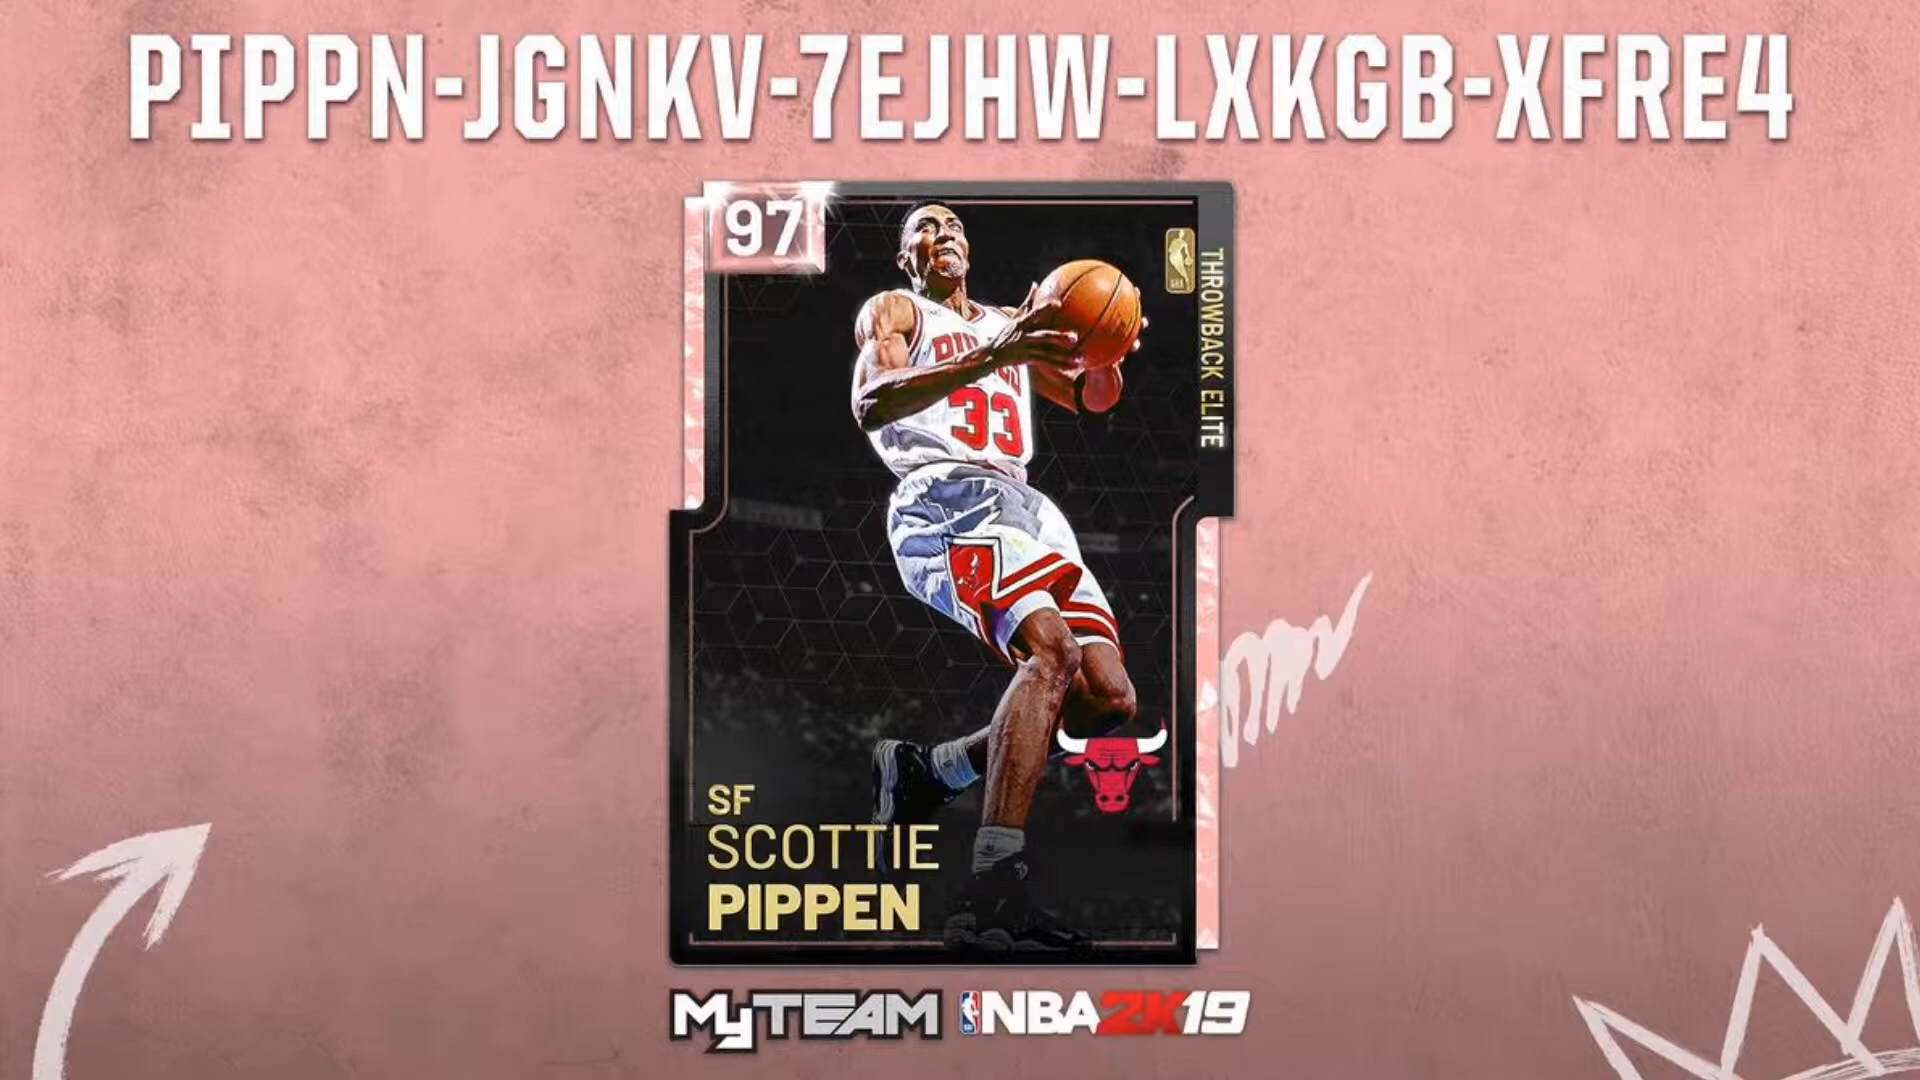 PIPPN-JGNKV-7EJHW-LXKGB-XFRE4
97
THROWBACK ELITE
33
SF
SCOTTIE
PIPPEN
MyTEAM NBA2K19